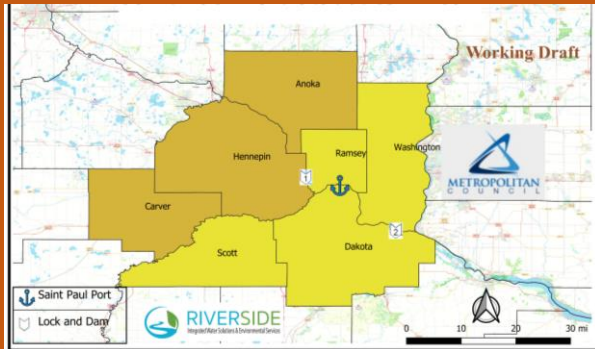 Working Draft
Anoka
Hennepin
Ramsey
Washington
1
METROPOLITAN
COUNCIL
Carver
Scott
Dakota
2
Saint Paul Port
Lock and Dam
RIVERSIDE
Integrated Water Solutions & Environmental Services
0 10 20 30 mi